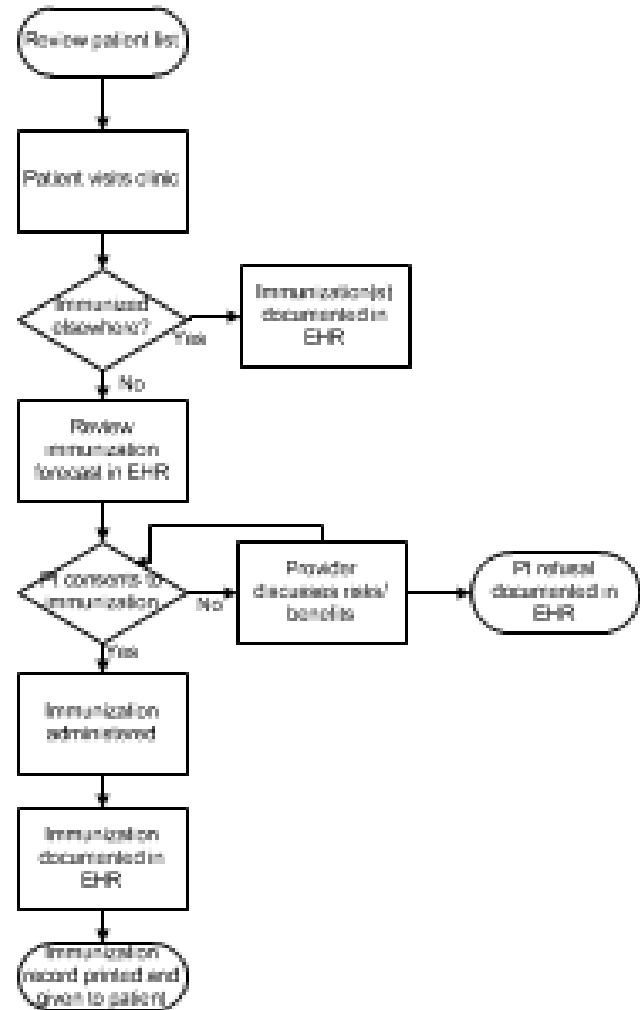 Review patient list
Patient visits clinic
Immunized
elsewhere?
Yes
Immunization(s)
documented in
EHR
No
Review
immunization
forecast in EHR
Pt consents to
immunization
No
Provider
discusses risks/
benefits
Pt refusal
documented in
EHR
Yes
Immunization
administered
Immunization
documented in
EHR
Immunization
record printed and
given to patient